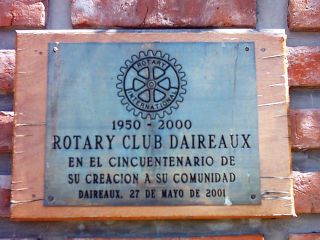 ROTARY
INTERNATIONAL
1950 - 2000
ROTARY CLUB DAIREAUX
EN EL CINCUENTENARIO DE
SU CREACION A SU COMUNIDAD
DAIREAUX, 27 DE MAYO DE 2001